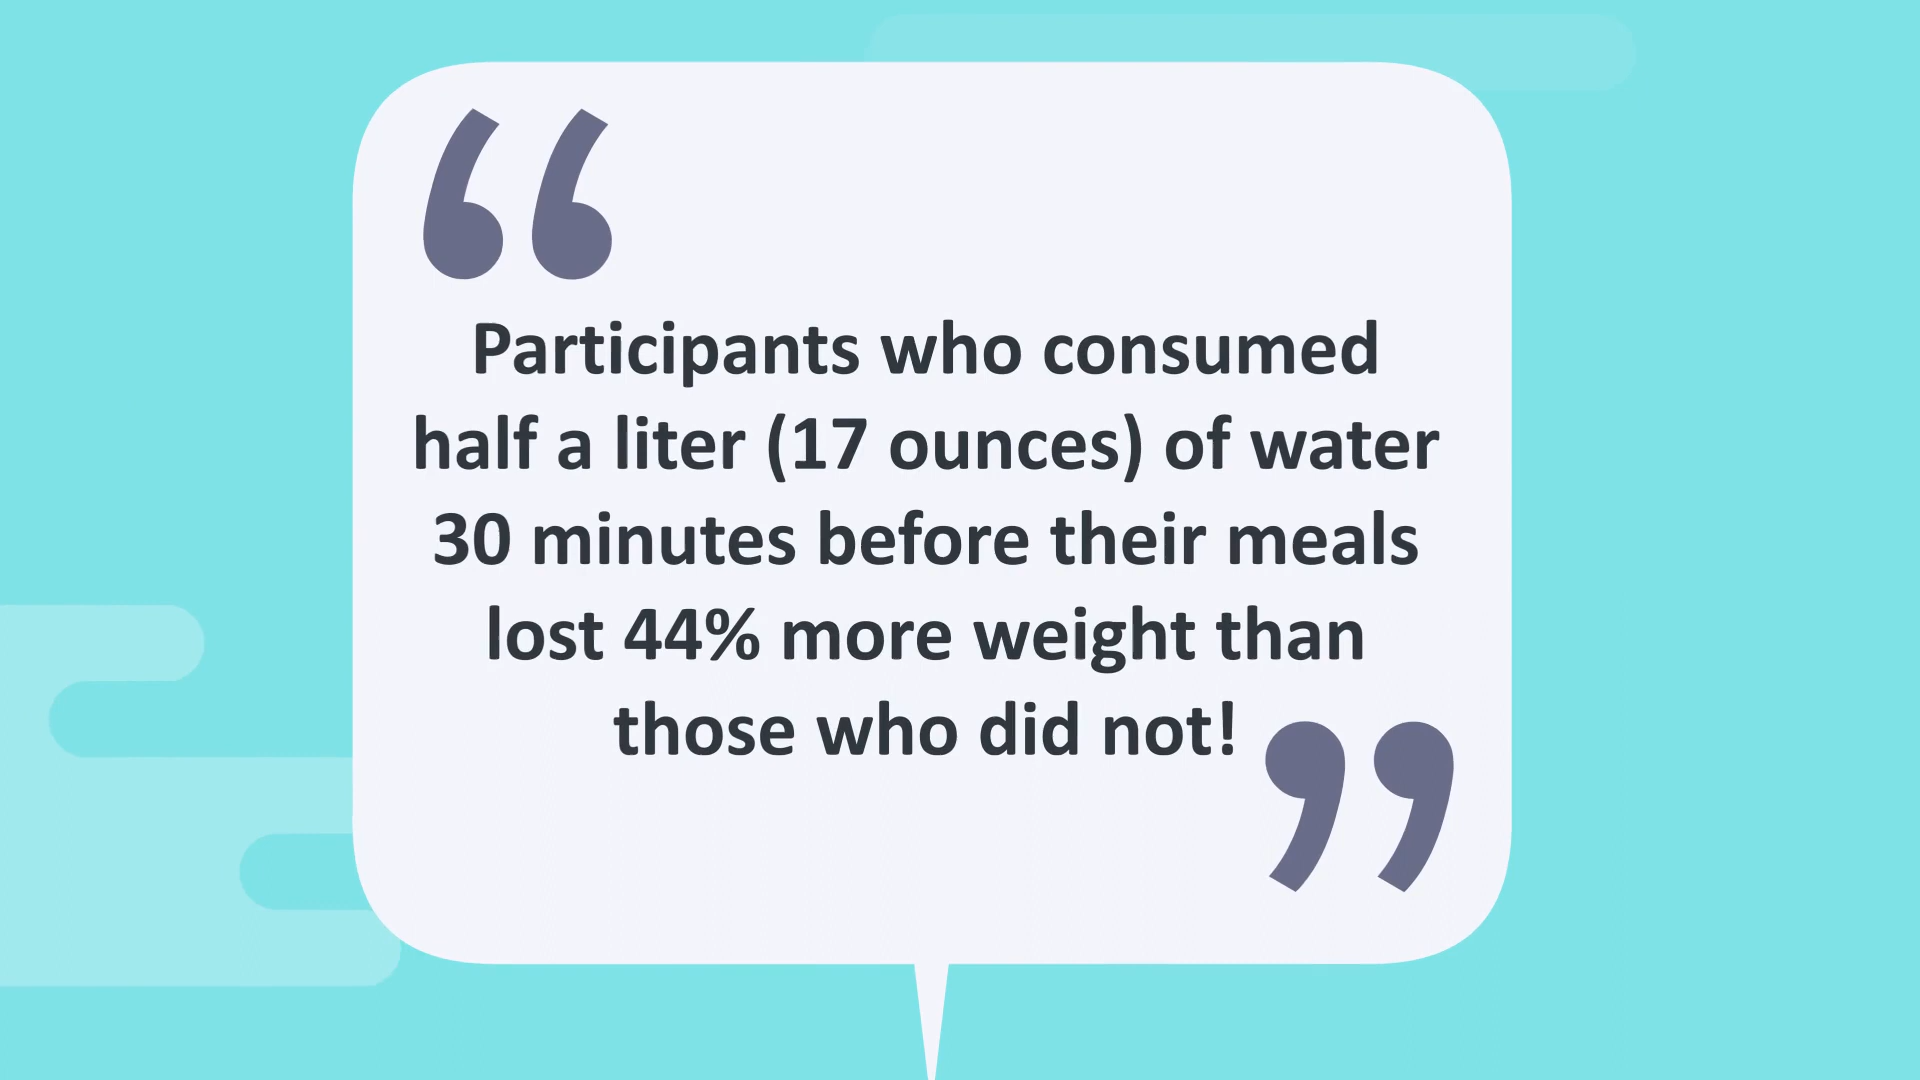 Participants who consumed
half a liter (17 ounces) of water
30 minutes before their meals
lost 44% more weight than
those who did not!